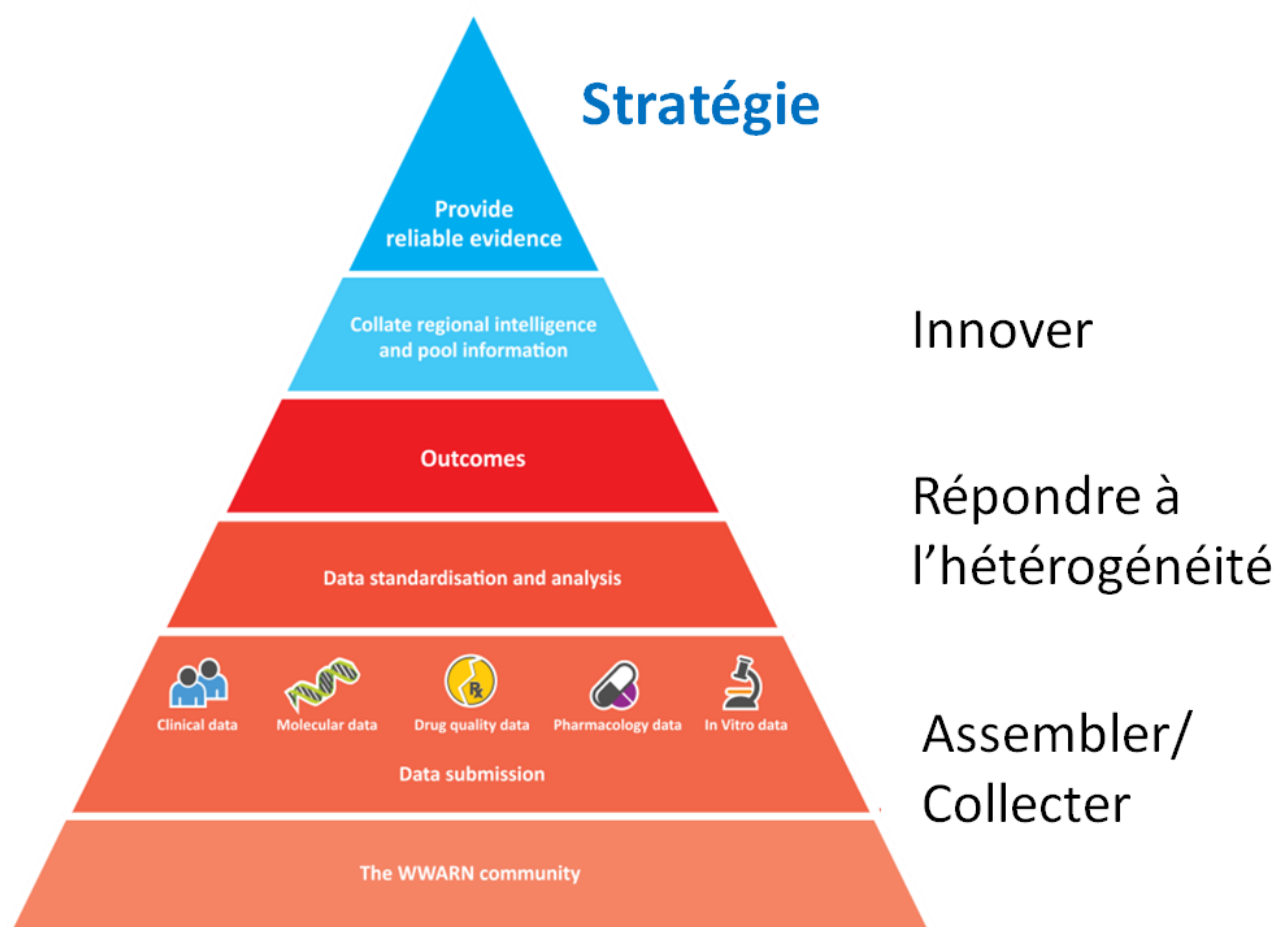 Stratégie
Provide
reliable evidence
Collate regional intelligence
and pool information
Innover
Outcomes
Répondre à
l’hétérogénéité
Data standardisation and analysis
Rx
Clinical data
Molecular data
Drug quality data
Pharmacology data
In Vitro data
Data submission
Assembler/
Collecter
The WWARN community